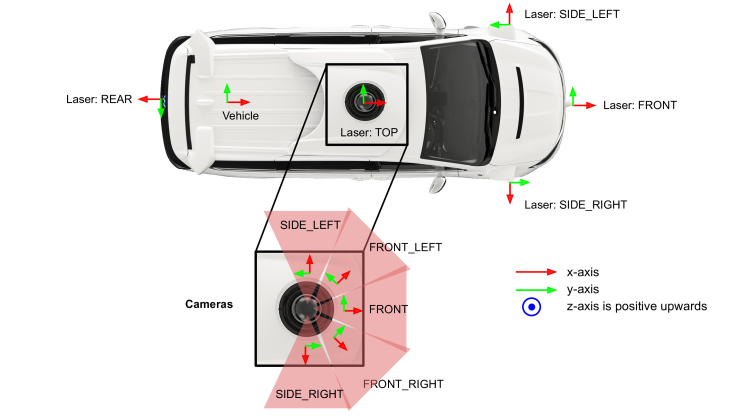 Laser: SIDE_LEFT
Laser: REAR
Vehicle
Laser: TOP
Laser: FRONT
Laser: SIDE_RIGHT
SIDE_LEFT
FRONT_LEFT
Cameras
FRONT
FRONT_RIGHT
SIDE_RIGHT
x-axis
y-axis
z-axis is positive upwards